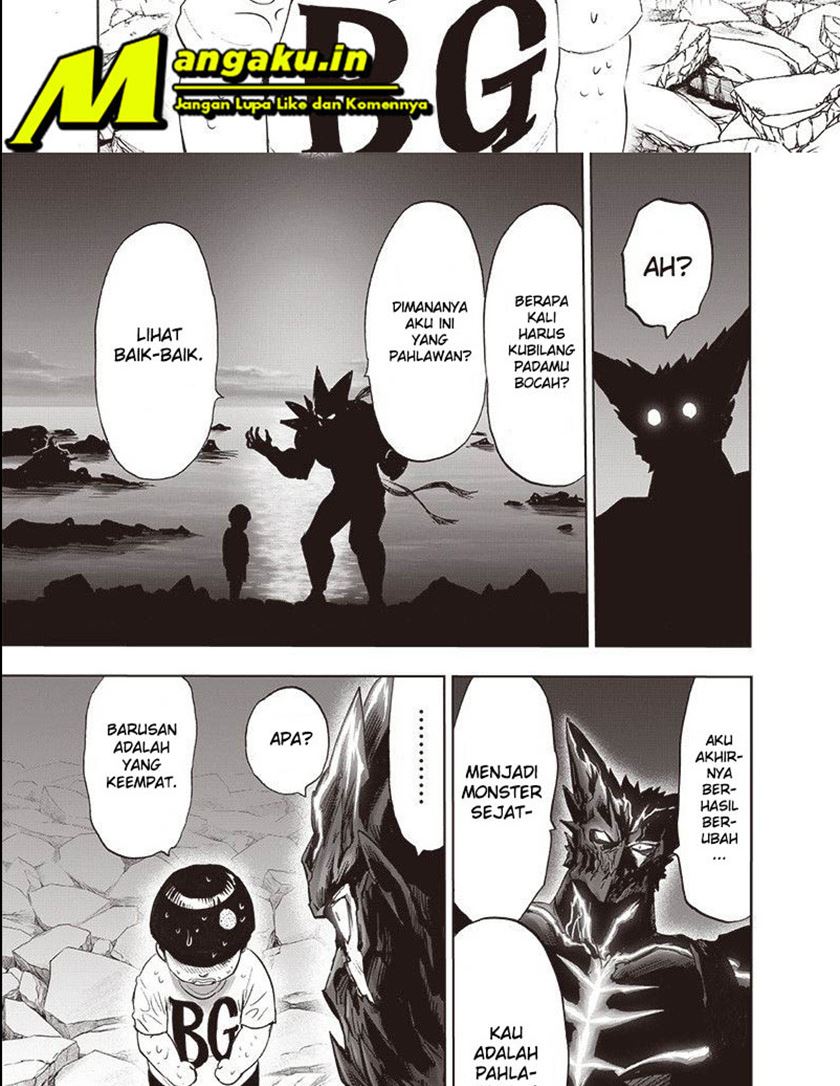 BG
Mangaku.in
Jangan Lupa Like dan Komennya
AH?
BERAPA
KALI
HARUS
KUBILANG
PADAMU
BOCAH?
DIMANANYA
AKU INI
YANG
PAHLAWAN?
LIHAT
BAIK-BAIK.
AKU
AKHIR-
NYA
BER-
HASIL
BER-
UBAH
...
MENJADI
MONSTER
SEJAT-
KAU
ADALAH
PAHLA-
..........
APA?
BARUSAN
ADALAH
YANG
KEEMPAT.
BG